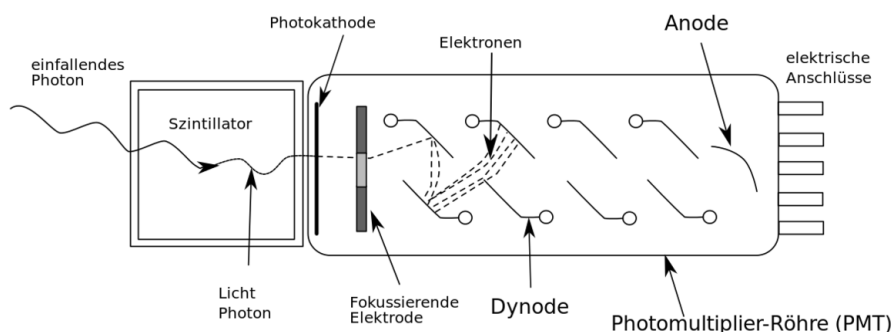 Photokathode
Anode
Elektronen
einfallendes
Photon
elektrische
Anschlüsse
Szintillator
Licht
Photon
Fokussierende
Elektrode
Dynode
Photomultiplier-Röhre (PMT)